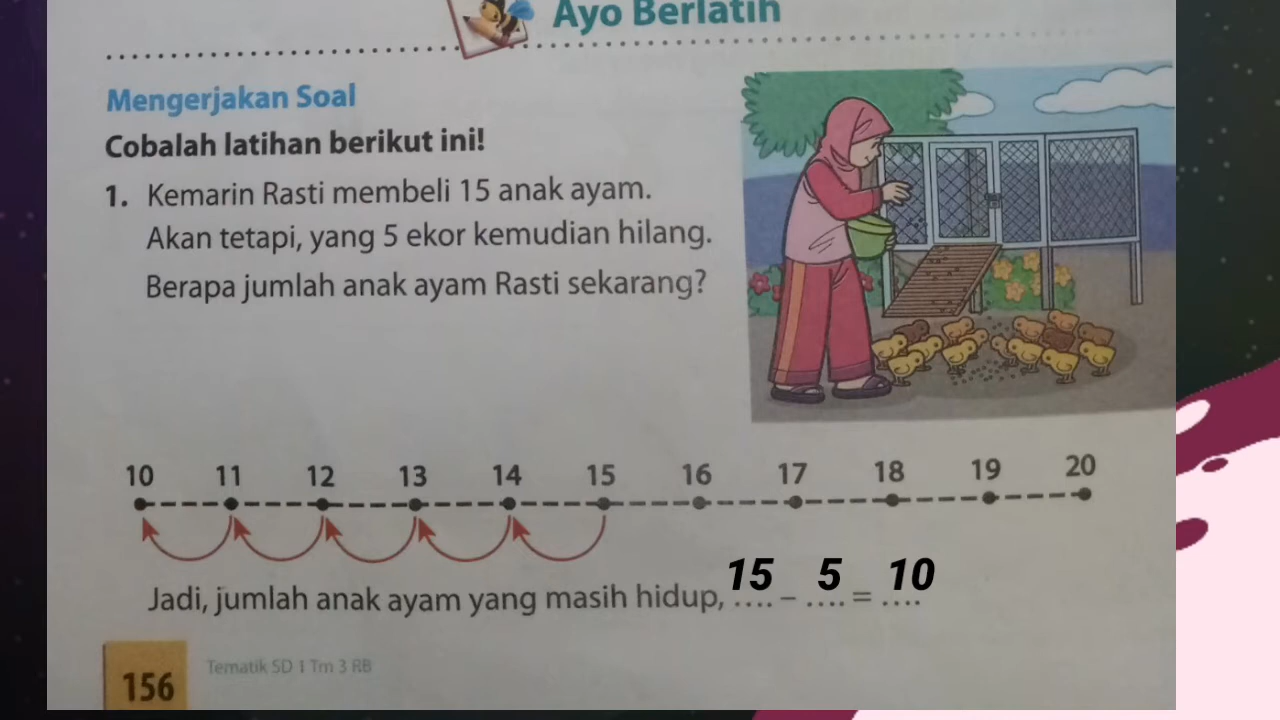 Ayo Berlatih
Mengerjakan Soal
Cobalah latihan berikut ini!
1. Kemarin Rasti membeli 15 anak ayam.
Akan tetapi, yang 5 ekor kemudian hilang.
Berapa jumlah anak ayam Rasti sekarang?
10 11 12 13 14 15 16 17 18 19 20
Jadi, jumlah anak ayam yang masih hidup, 15 – 5 = 10
156
Tematik SD 1 Tm 3 RB